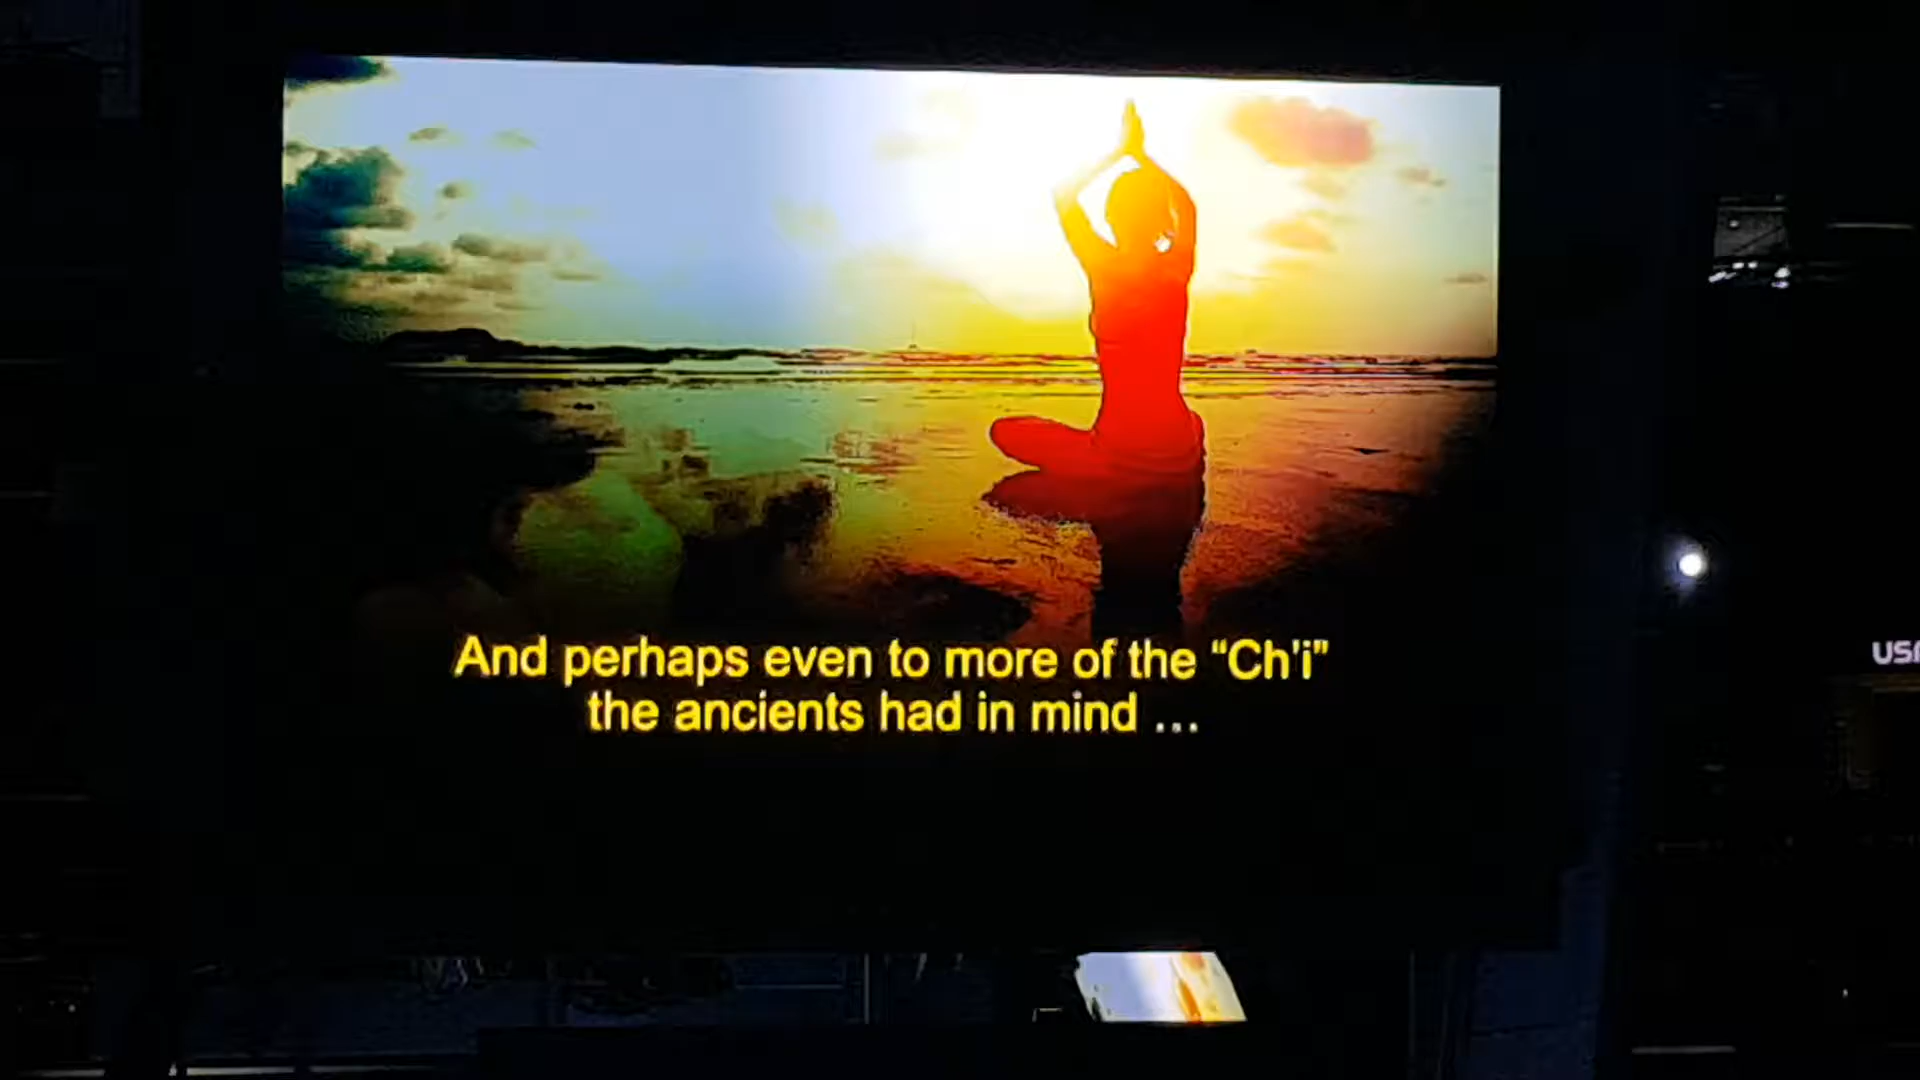 And perhaps even to more of the “Ch’i”
the ancients had in mind ...